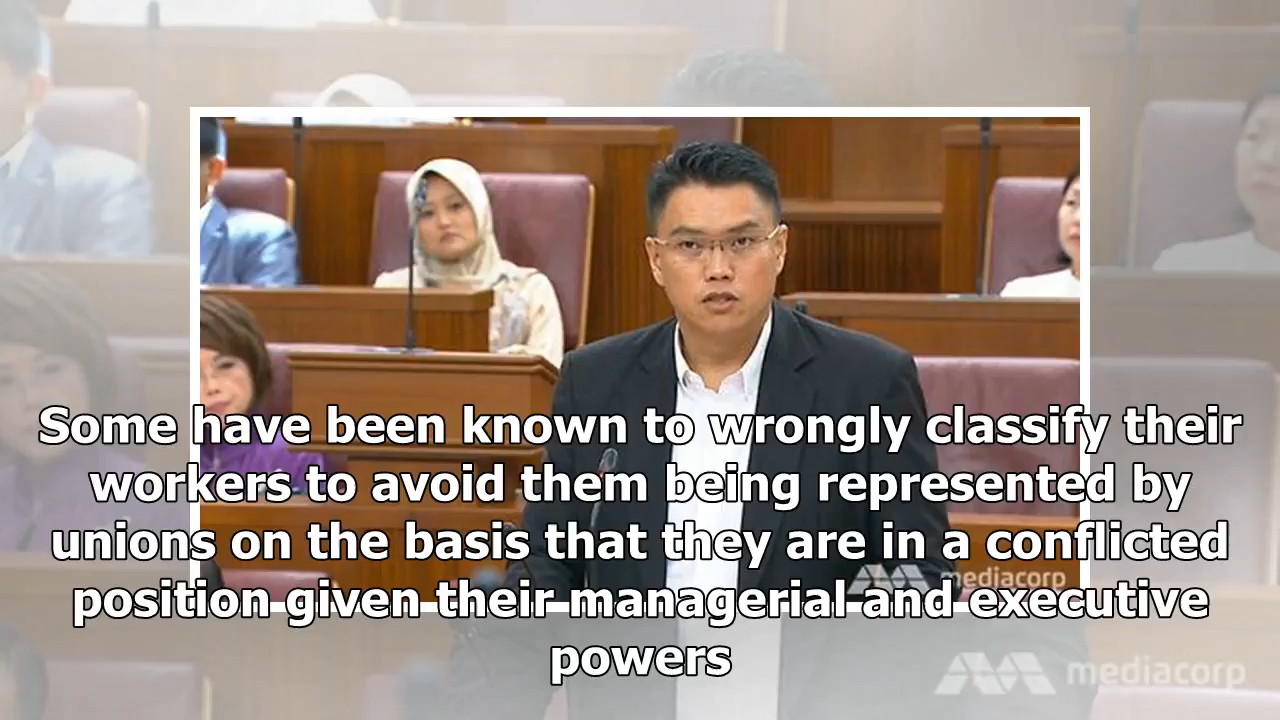 Some have been known to wrongly classify their
workers to avoid them being represented by
unions on the basis that they are in a conflicted
position given their managerial and executive
powers
mediacorp
mediacorp